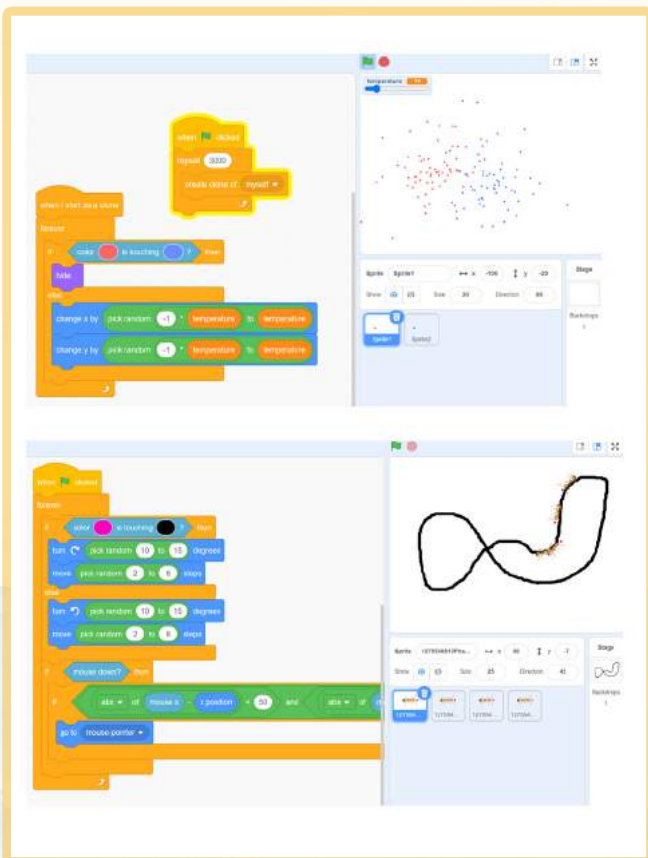 temperature
when clicked
repeat 3000
create clone of myself
when I start as a clone
forever
if color is touching ? then
hide
else
change x by pick random -1 * temperature to temperature
change y by pick random -1 * temperature to temperature
Sprite Sprite1 x -100 y
Show Size 20 Direction
Sprite1 Sprite2
Stage
Backdrops
1
when clicked
forever
if color is touching ? then
turn pick random 10 to 15 degrees
move pick random 2 to 6 steps
else
turn pick random 10 to 15 degrees
move pick random 2 to 6 steps
if mouse down? then
if abs of mouse x - x position < 50 and abs of
go to mouse-pointer
Sprite x y -7
Show Size 25 Direction 41
Stage
Backdrops
1